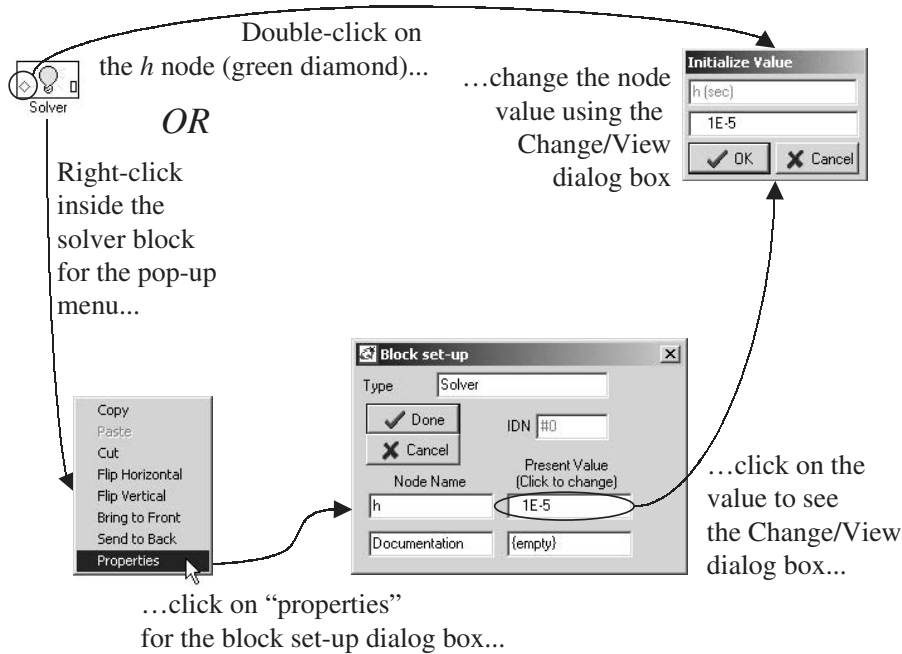 Double-click on
the h node (green diamond)...
Solver
OR
…change the node
value using the
Change/View
dialog box
Initialize Value
h (sec)
1E-5
OK
Cancel
Right-click
inside the
solver block
for the pop-up
menu...
Copy
Paste
Cut
Flip Horizontal
Flip Vertical
Bring to Front
Send to Back
Properties
…click on “properties”
for the block set-up dialog box...
Block set-up
Type
Solver
Done
IDN
#0
Cancel
Node Name
Present Value
(Click to change)
h
1E-5
Documentation
{empty}
…click on the
value to see
the Change/View
dialog box...